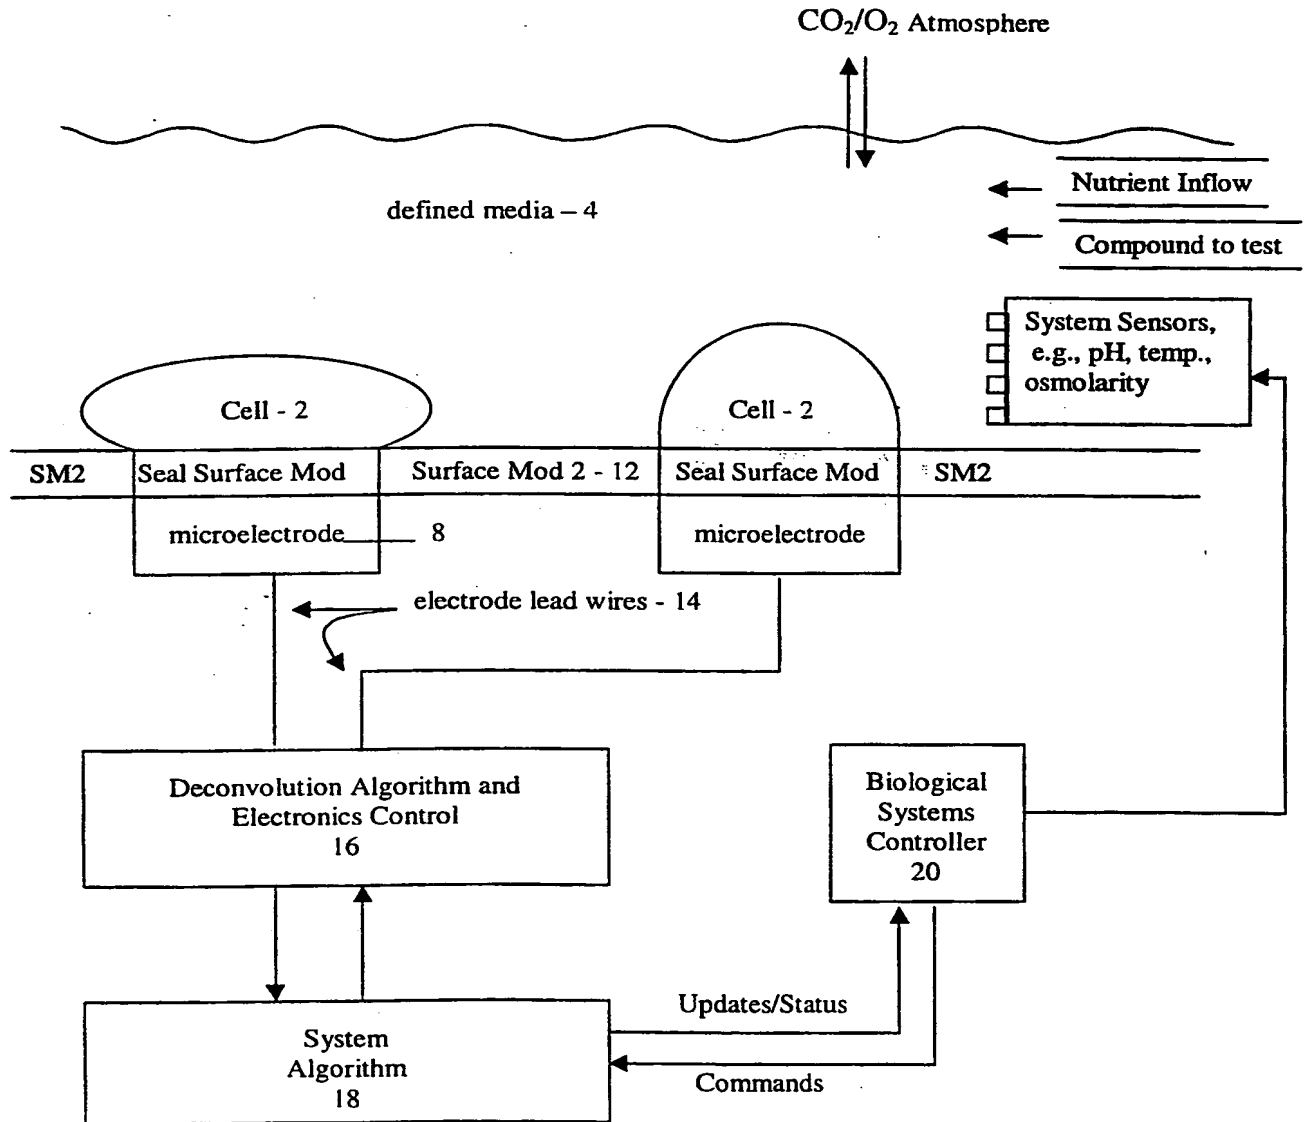 CO₂/O₂ Atmosphere
Nutrient Inflow
defined media – 4
Compound to test
System Sensors,
e.g., pH, temp.,
osmolarity
Cell - 2
Cell - 2
SM2
Seal Surface Mod
Surface Mod 2 - 12
Seal Surface Mod
SM2
microelectrode
8
microelectrode
electrode lead wires - 14
Deconvolution Algorithm and
Electronics Control
16
Biological
Systems
Controller
20
Updates/Status
System
Algorithm
18
Commands